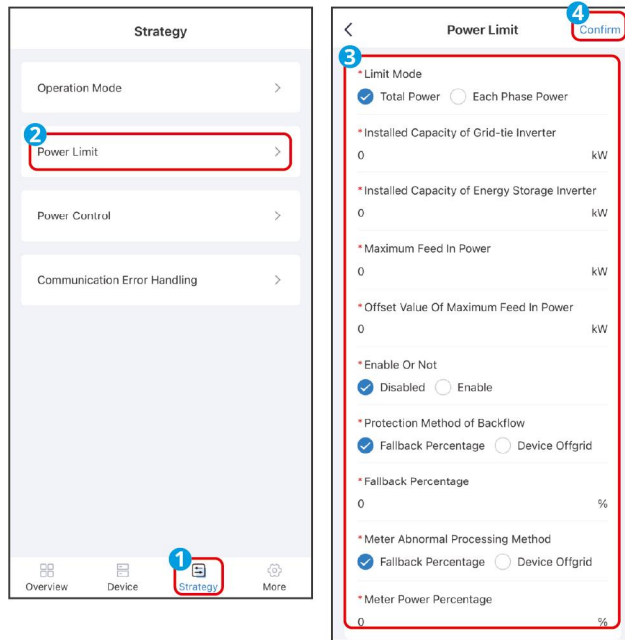 Strategy
Operation Mode
2
Power Limit
Power Control
Communication Error Handling
1
Overview
Device
Strategy
More
4
Power Limit
Confirm
3
*Limit Mode
Total Power
Each Phase Power
*Installed Capacity of Grid-tie Inverter
0 kW
*Installed Capacity of Energy Storage Inverter
0 kW
*Maximum Feed In Power
0 kW
*Offset Value Of Maximum Feed In Power
0 kW
*Enable Or Not
Disabled
Enable
*Protection Method of Backflow
Fallback Percentage
Device Offgrid
*Fallback Percentage
0 %
*Meter Abnormal Processing Method
Fallback Percentage
Device Offgrid
*Meter Power Percentage
0 %